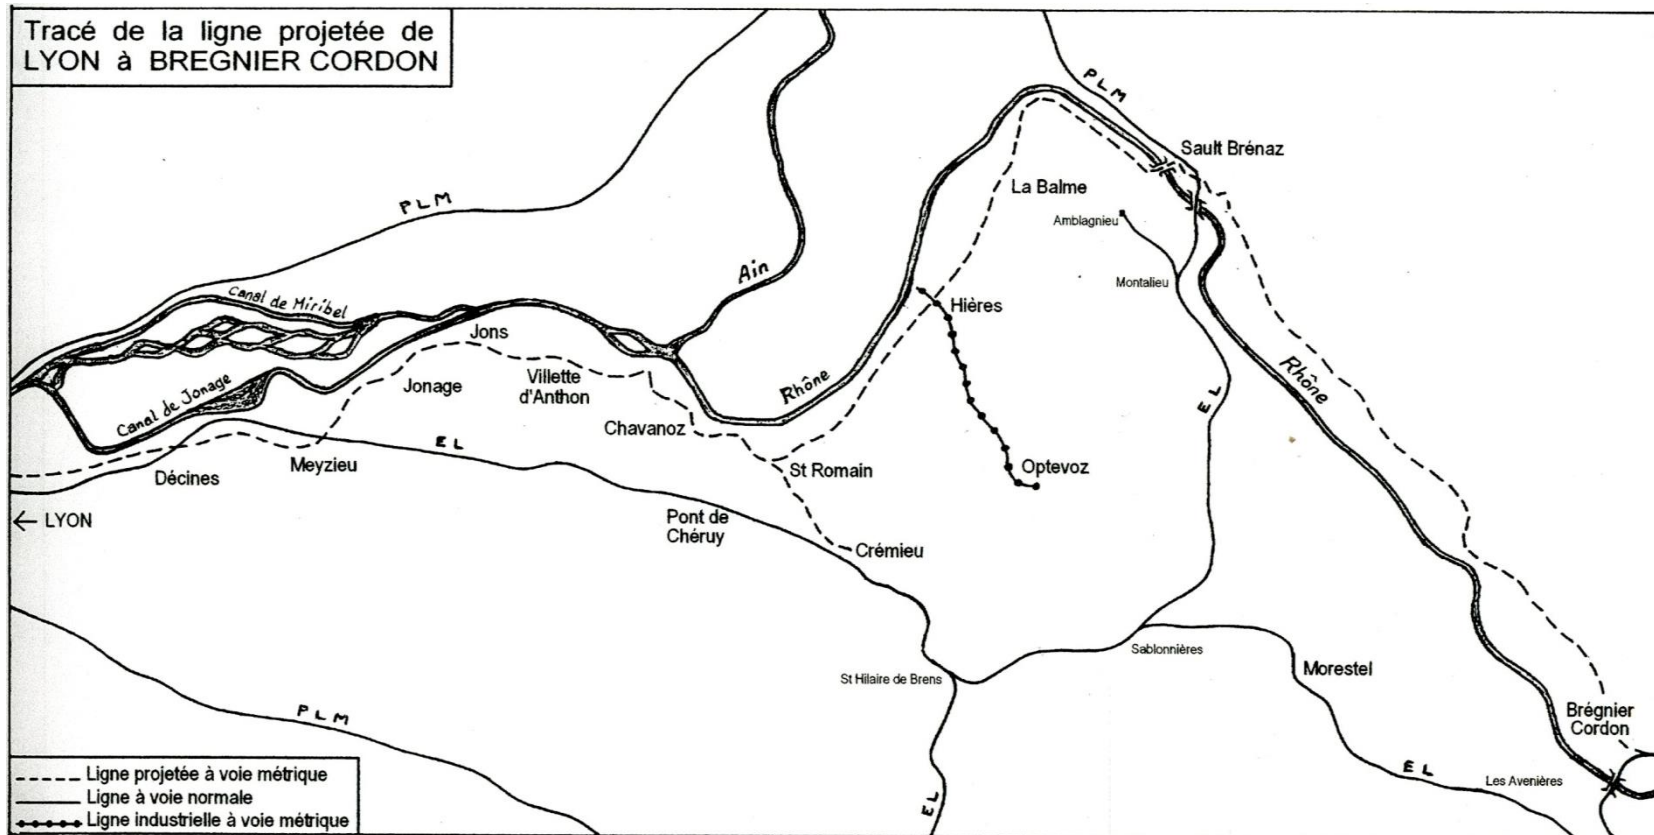 Tracé de la ligne projetée de
LYON à BREGNIER CORDON
PLM
Sault Brénaz
La Balme
PLM
Amblagnieu
Ain
Montalieu
Canal de Miribel
Hières
Jons
Rhône
Villette
d'Anthon
Jonage
Rhône
Canal de Jonage
EL
Chavanoz
EL
Meyzieu
St Romain
Optevoz
Décines
LYON
Pont de
Chéruy
Crémieu
Sablonnières
St Hilaire de Brens
Morestel
PLM
Brégnier
Cordon
EL
Les Avenières
EL
Ligne projetée à voie métrique
Ligne à voie normale
Ligne industrielle à voie métrique